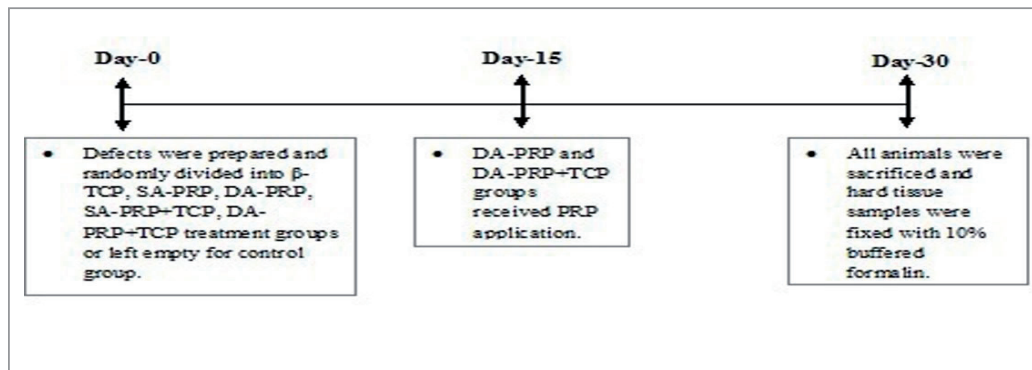 Day-0
Day-15
Day-30
• Defects were prepared and
randomly divided into β-
TCP, SA-PRP, DA-PRP,
SA-PRP+TCP, DA-
PRP+TCP treatment groups
or left empty for control
group.
• DA-PRP and
DA-PRP+TCP
groups
received PRP
application.
• All animals were
sacrificed and
hard tissue
samples were
fixed with 10%
buffered
formalin.